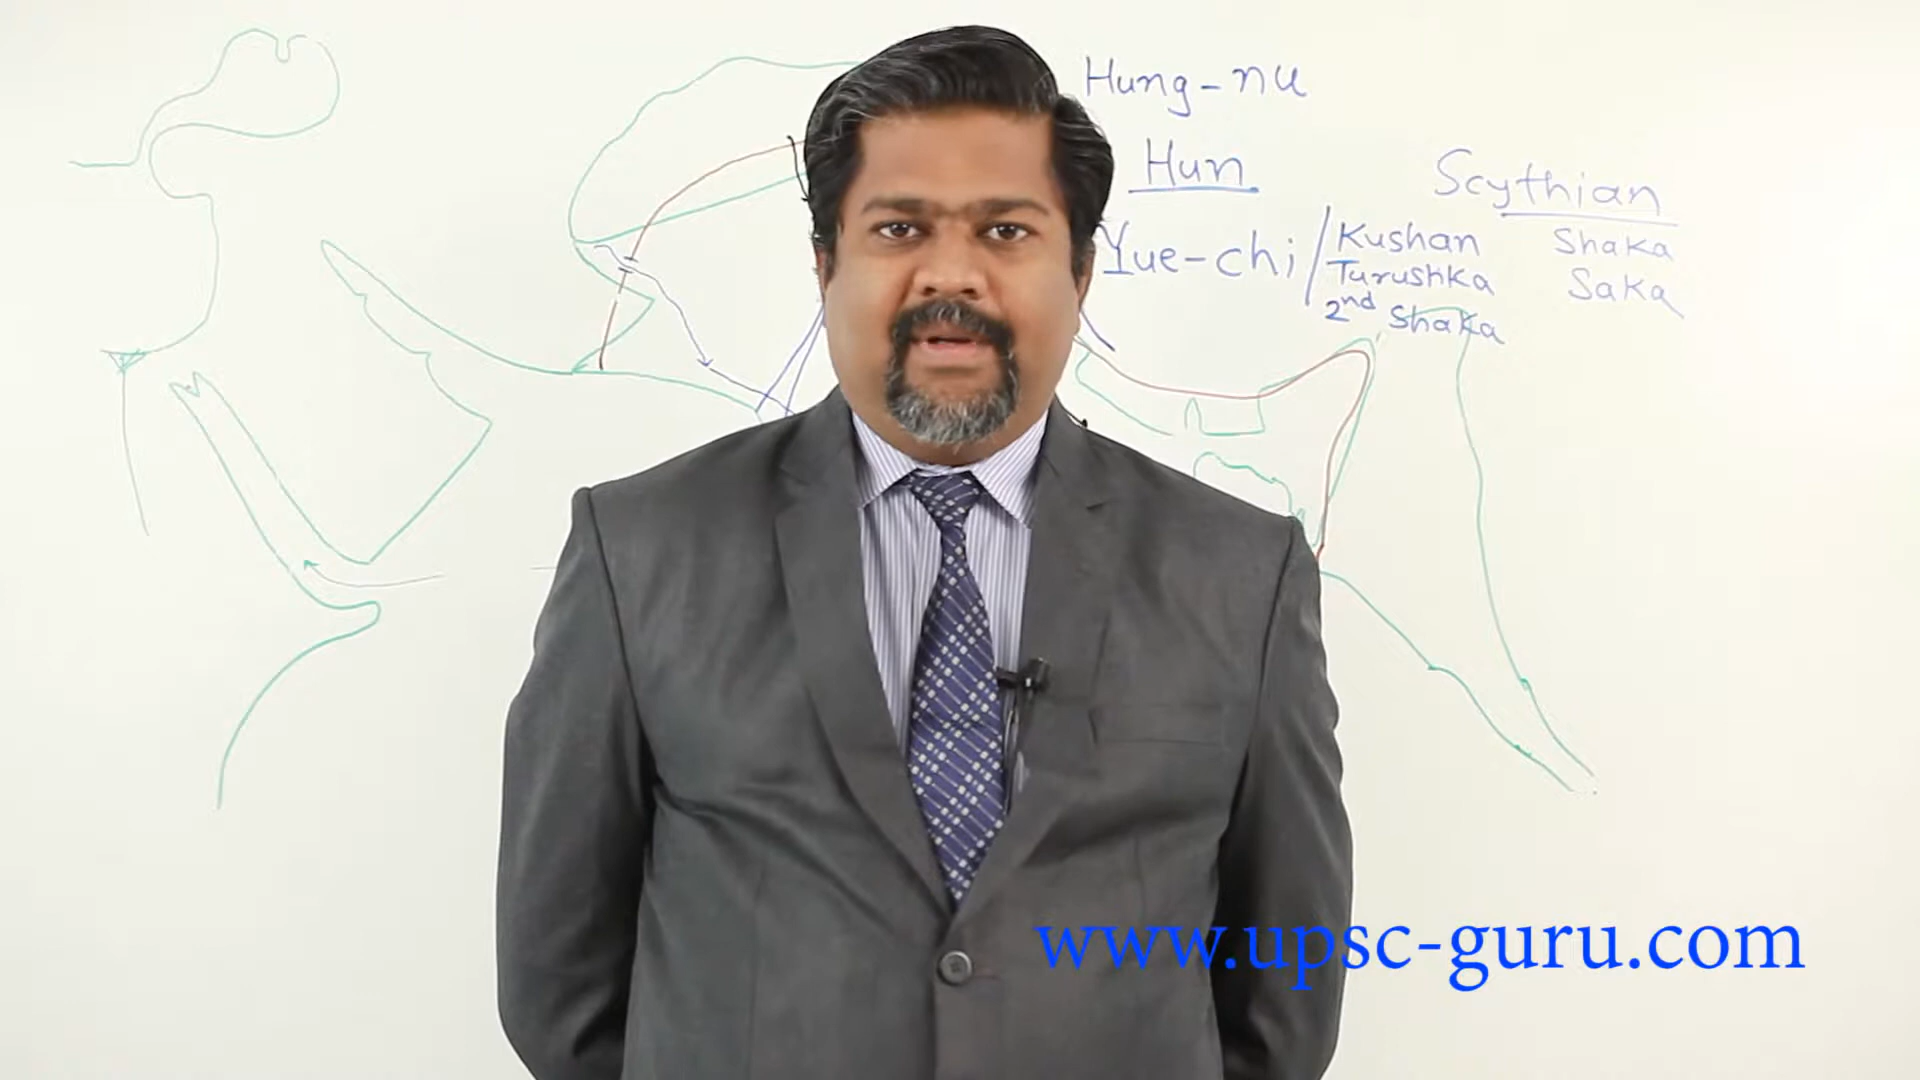 Hung-nu
Hun
Scythian
Yue-chi / Kushan
Turushka
2nd Shaka
Shaka
Saka
www.upsc-guru.com